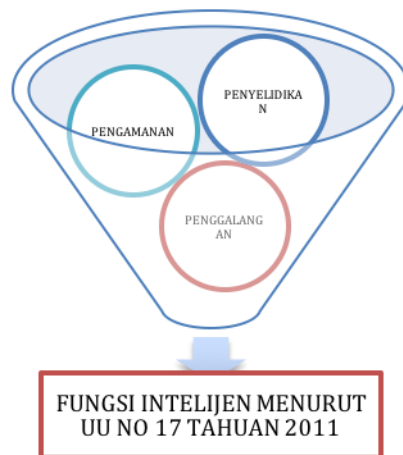 PENYELIDIKA
N
PENGAMANAN
PENGGALANG
AN
FUNGSI INTELIJEN MENURUT
UU NO 17 TAHUAN 2011